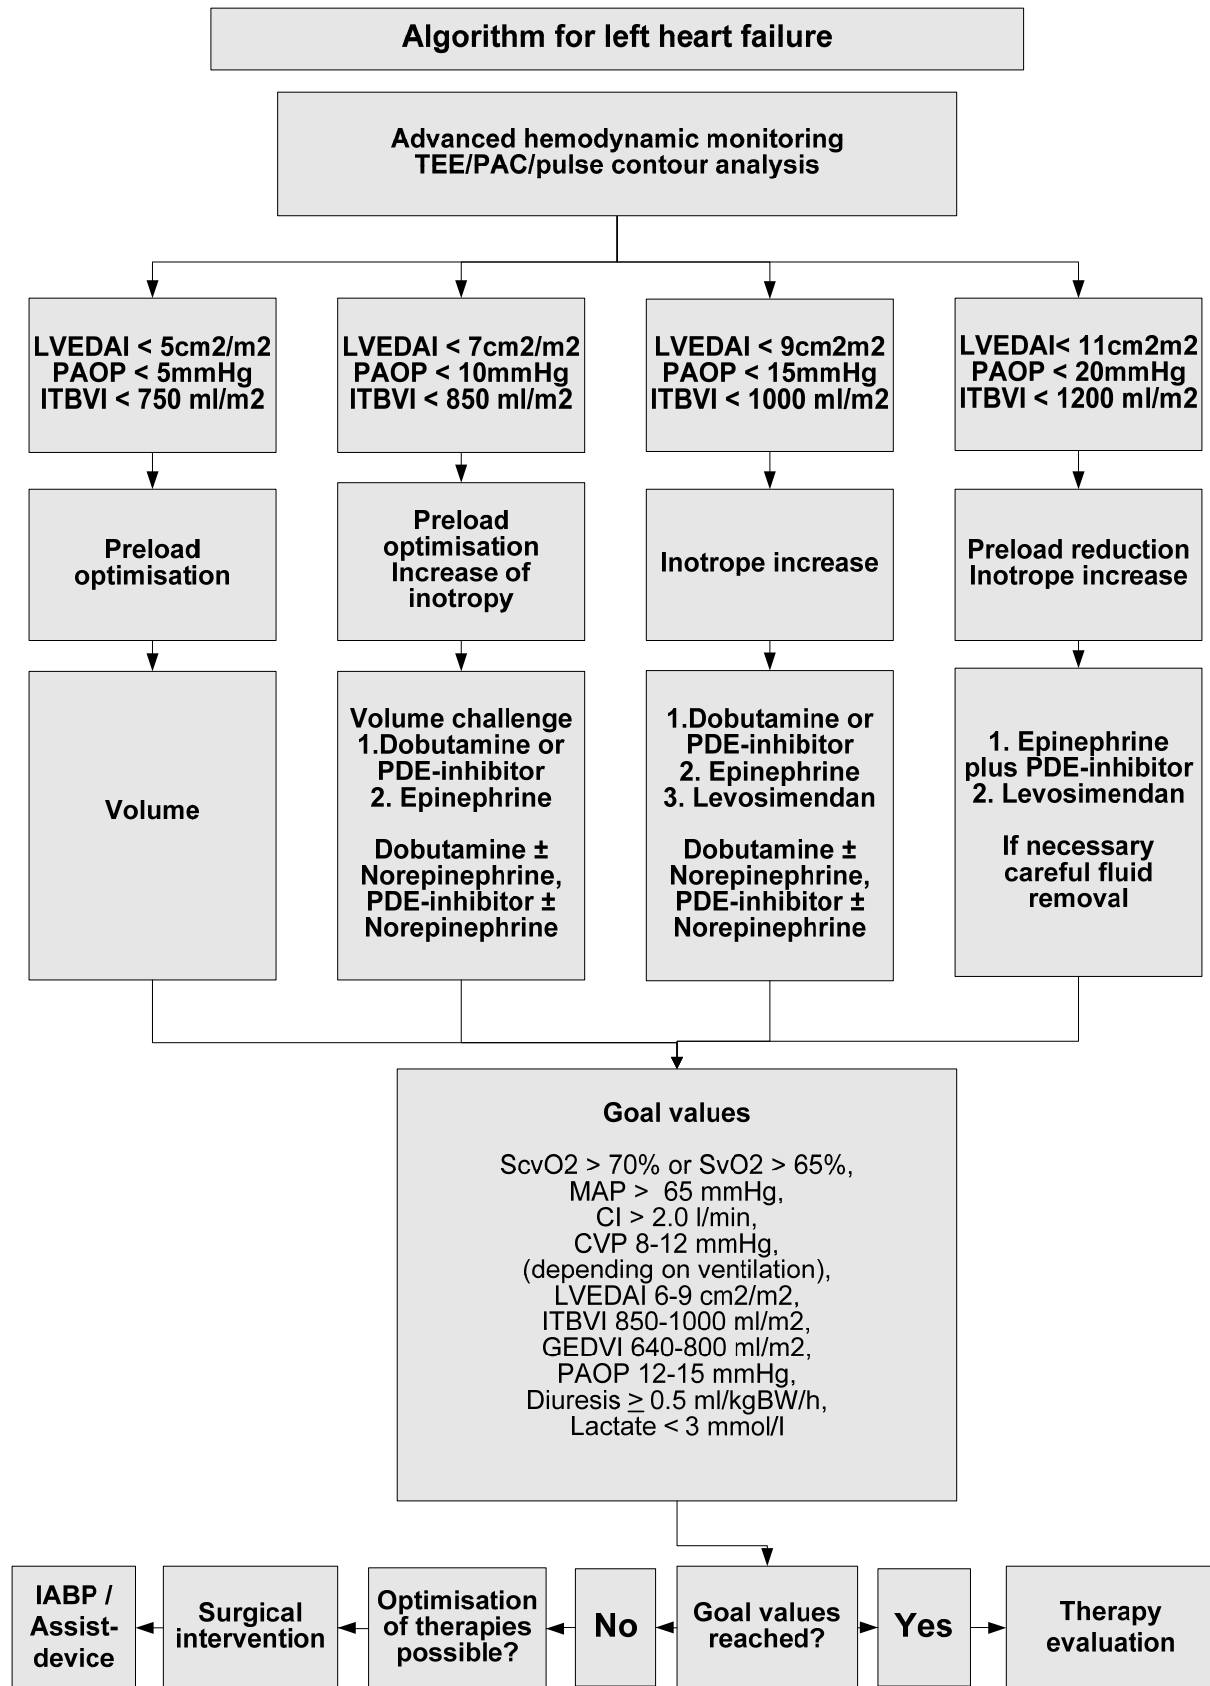 Algorithm for left heart failure
Advanced hemodynamic monitoring
TEE/PAC/pulse contour analysis
LVEDAI < 5cm2/m2
PAOP < 5mmHg
ITBVI < 750 ml/m2
LVEDAI < 7cm2/m2
PAOP < 10mmHg
ITBVI < 850 ml/m2
LVEDAI < 9cm2m2
PAOP < 15mmHg
ITBVI < 1000 ml/m2
LVEDAI< 11cm2m2
PAOP < 20mmHg
ITBVI < 1200 ml/m2
Preload
optimisation
Preload
optimisation
Increase of
inotropy
Inotrope increase
Preload reduction
Inotrope increase
Volume
Volume challenge
1.Dobutamine or
PDE-inhibitor
2. Epinephrine
Dobutamine ±
Norepinephrine,
PDE-inhibitor ±
Norepinephrine
1.Dobutamine or
PDE-inhibitor
2. Epinephrine
3. Levosimendan
Dobutamine ±
Norepinephrine,
PDE-inhibitor ±
Norepinephrine
1. Epinephrine
plus PDE-inhibitor
2. Levosimendan
If necessary
careful fluid
removal
Goal values
ScvO2 > 70% or SvO2 > 65%,
MAP >  65 mmHg,
CI > 2.0 l/min,
CVP 8-12 mmHg,
(depending on ventilation),
LVEDAI 6-9 cm2/m2,
ITBVI 850-1000 ml/m2,
GEDVI 640-800 ml/m2,
PAOP 12-15 mmHg,
Diuresis ≥ 0.5 ml/kgBW/h,
Lactate < 3 mmol/l
IABP /
Assist-
device
Surgical
intervention
Optimisation
of therapies
possible?
No
Goal values
reached?
Yes
Therapy
evaluation